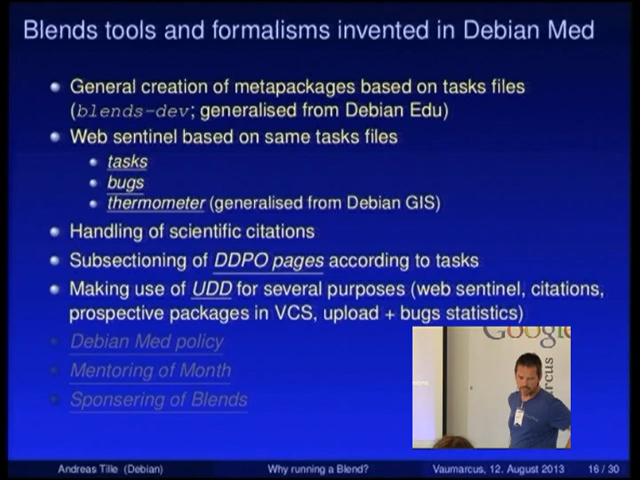 Blends tools and formalisms invented in Debian Med
General creation of metapackages based on tasks files
(blends-dev; generalised from Debian Edu)
Web sentinel based on same tasks files
tasks
bugs
thermometer (generalised from Debian GIS)
Handling of scientific citations
Subsectioning of DDPO pages according to tasks
Making use of UDD for several purposes (web sentinel, citations,
prospective packages in VCS, upload + bugs statistics)
Debian Med policy
Mentoring of Month
Sponsering of Blends
Google
arcus
Andreas Tille (Debian)
Why running a Blend?
Vaumarcus, 12. August 2013
16 / 30